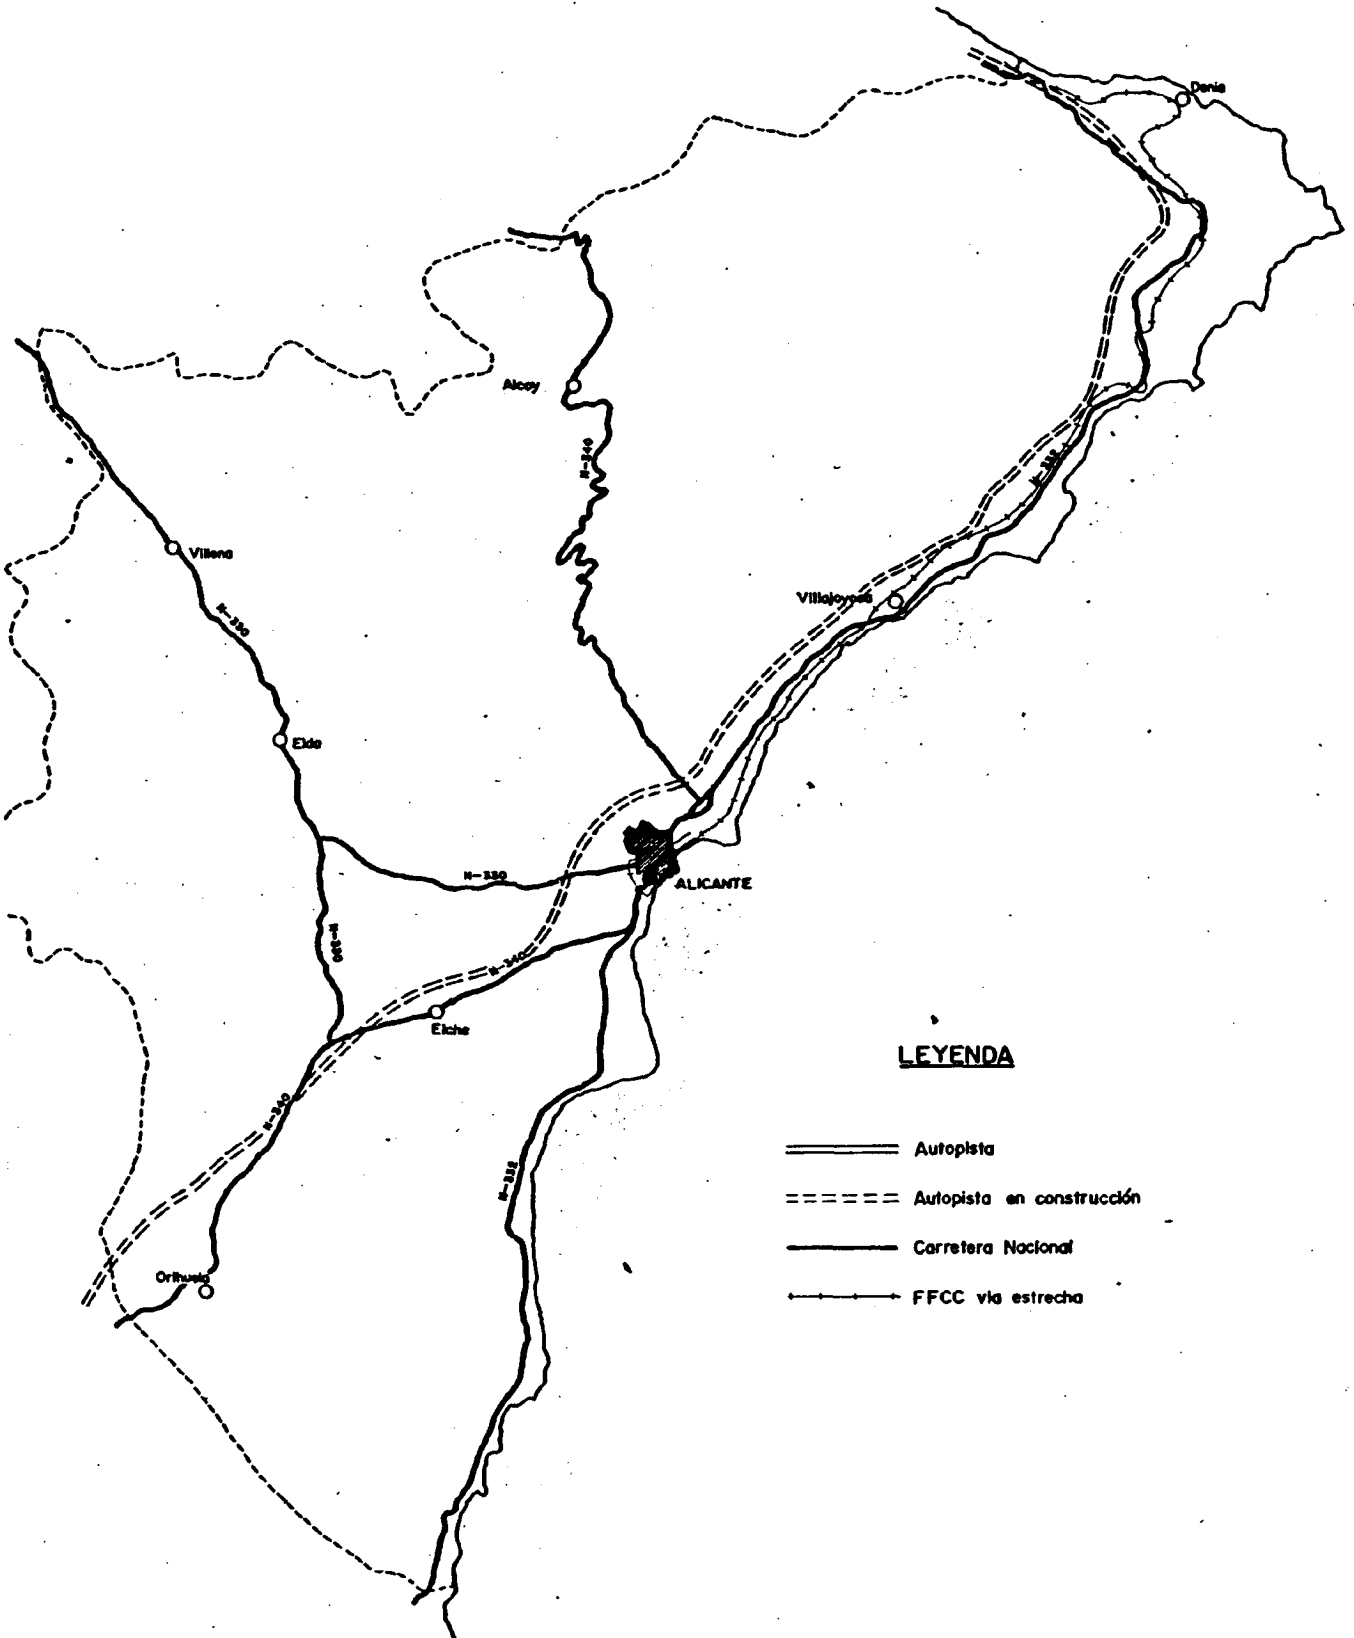 Denia
Alcoy
N-340
N-332
Villena
Villajoyosa
N-330
Elda
N-330
ALICANTE
N-330
N-340
Elche
N-340
N-332
Orihuela
LEYENDA
Autopista
Autopista en construcción
Carretera Nacional
FFCC via estrecha